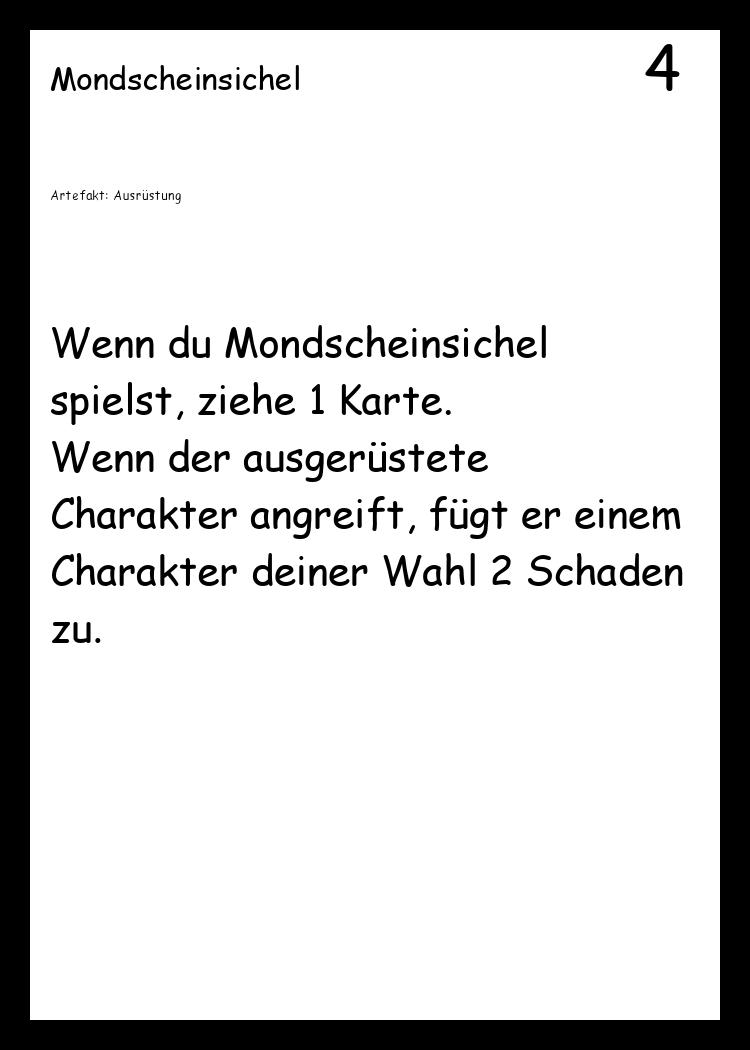 Mondscheinsichel
4
Artefakt: Ausrüstung
Wenn du Mondscheinsichel
spielst, ziehe 1 Karte.
Wenn der ausgerüstete
Charakter angreift, fügt er einem
Charakter deiner Wahl 2 Schaden
zu.